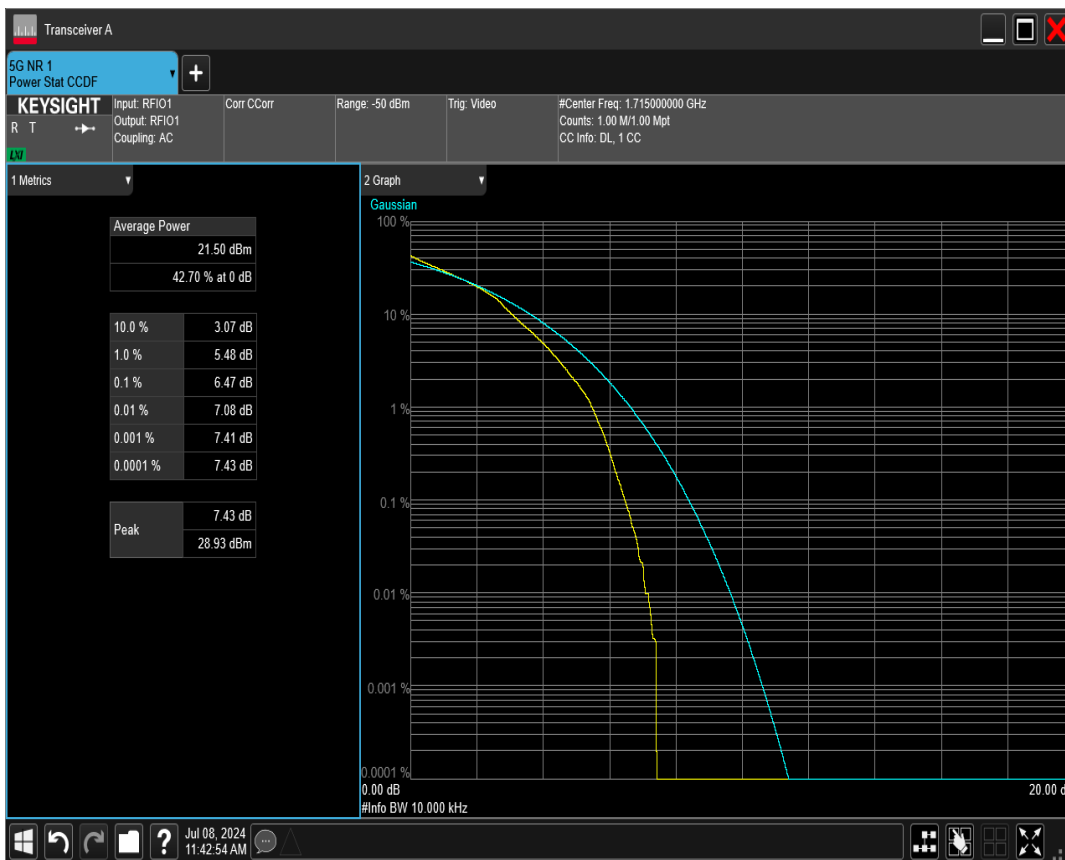 Transceiver A
5G NR 1
Power Stat CCDF
KEYSIGHT
R T
LXI
Input: RFIO1
Output: RFIO1
Coupling: AC
Corr CCorr
Range: -50 dBm
Trig: Video
#Center Freq: 1.715000000 GHz
Counts: 1.00 M/1.00 Mpt
CC Info: DL, 1 CC
1 Metrics
Average Power
21.50 dBm
42.70 % at 0 dB
10.0 % 3.07 dB
1.0 % 5.48 dB
0.1 % 6.47 dB
0.01 % 7.08 dB
0.001 % 7.41 dB
0.0001 % 7.43 dB
Peak 7.43 dB
28.93 dBm
2 Graph
Gaussian
100 %
10 %
1 %
0.1 %
0.01 %
0.001 %
0.0001 %
0.00 dB 20.00 d
#Info BW 10.000 kHz
?
Jul 08, 2024
11:42:54 AM